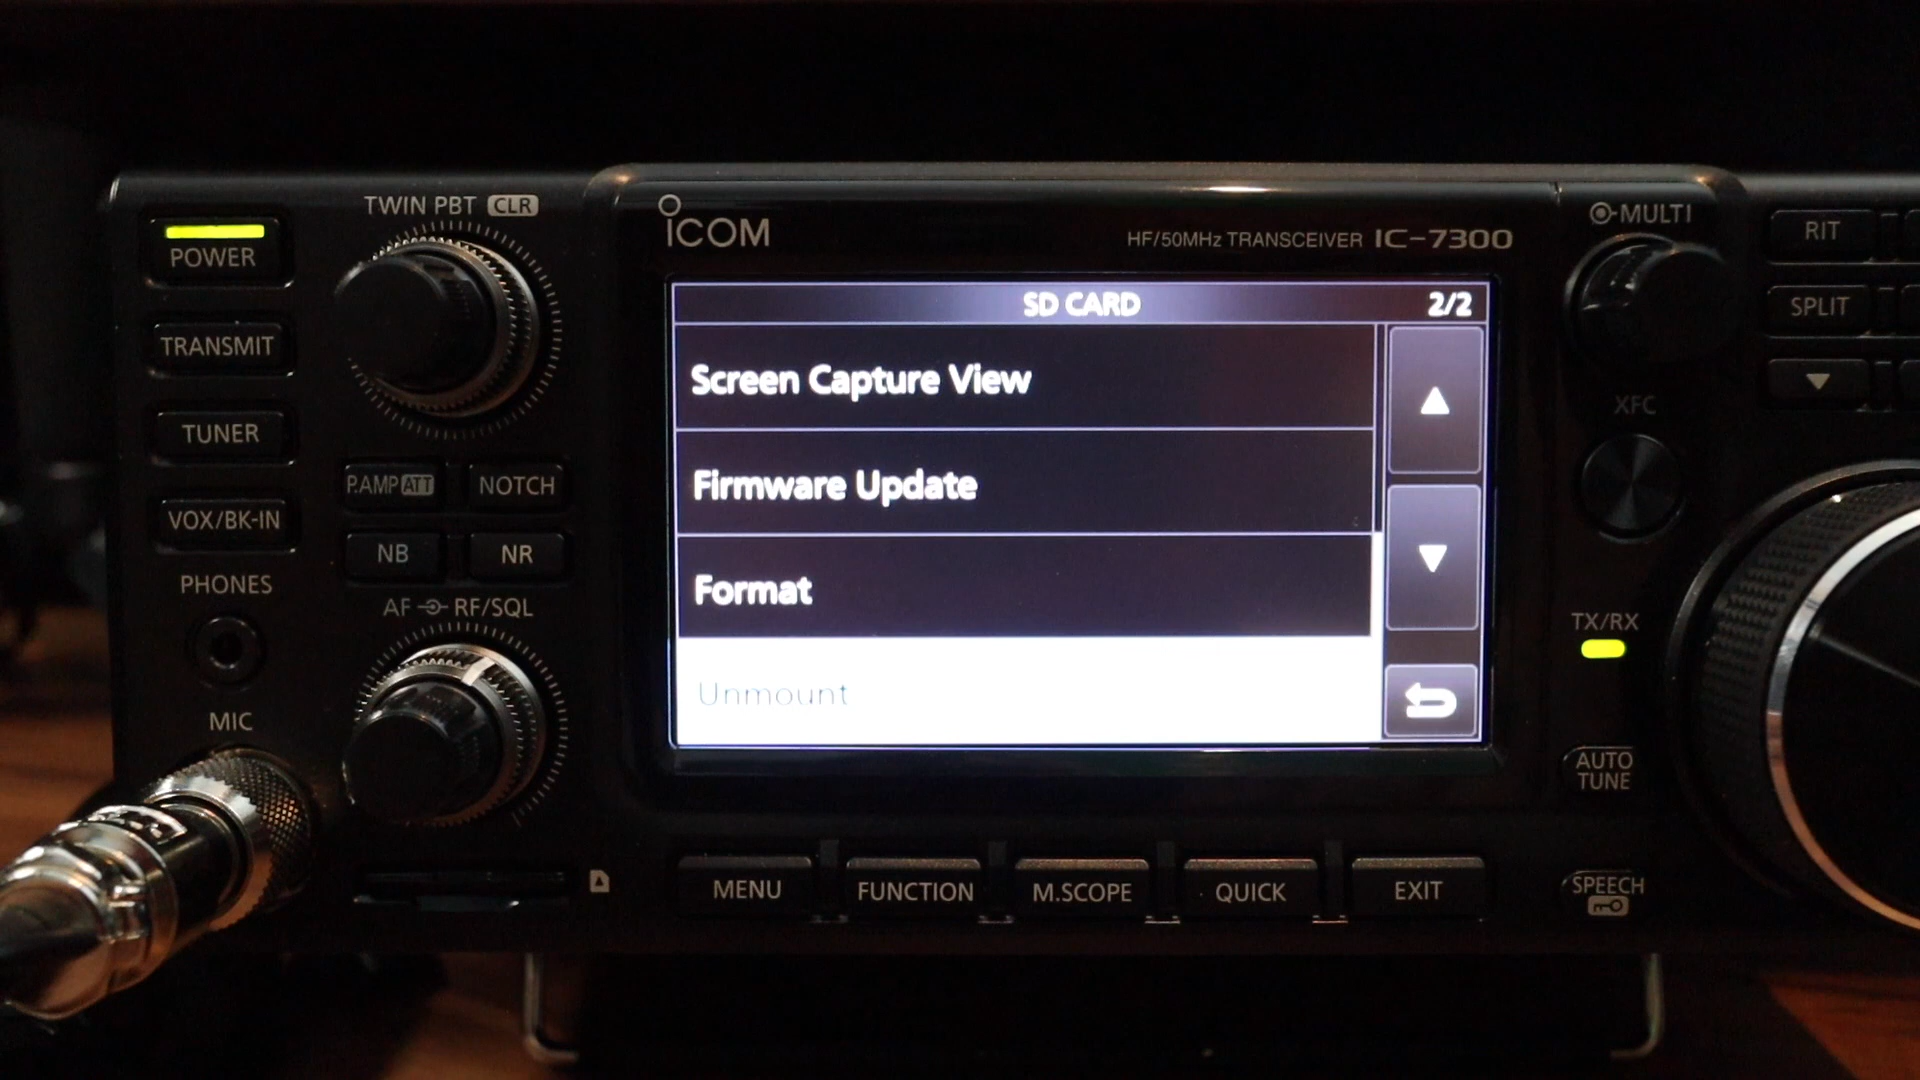 TWIN PBT CLR
POWER
TRANSMIT
TUNER
VOX/BK-IN
P.AMP ATT
NOTCH
NB
NR
PHONES
AF RF/SQL
MIC
ICOM
HF/50MHz TRANSCEIVER IC-7300
SD CARD 2/2
Screen Capture View
Firmware Update
Format
Unmount
MENU
FUNCTION
M.SCOPE
QUICK
EXIT
MULTI
RIT
SPLIT
XFC
TX/RX
AUTO
TUNE
SPEECH